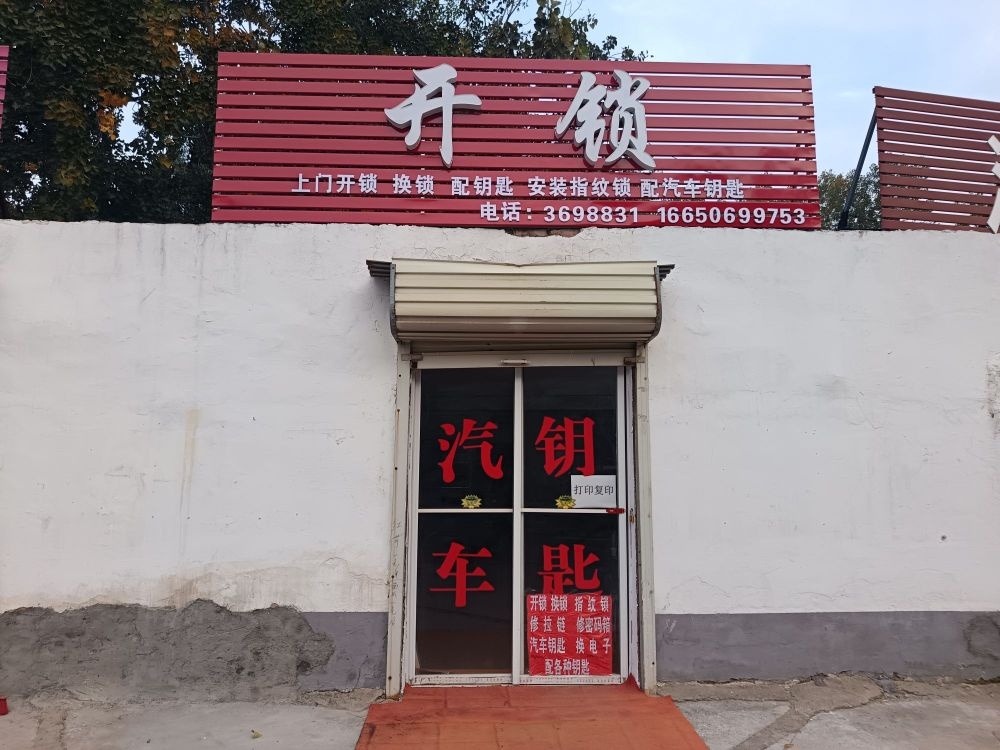 开锁
上门开锁 换锁 配钥匙 安装指纹锁 配汽车钥匙
电话：3698831 16650699753
汽车
钥匙
打印复印
开锁 换锁 指纹锁
修拉链 修密码箱
汽车钥匙 换电子
配各种钥匙